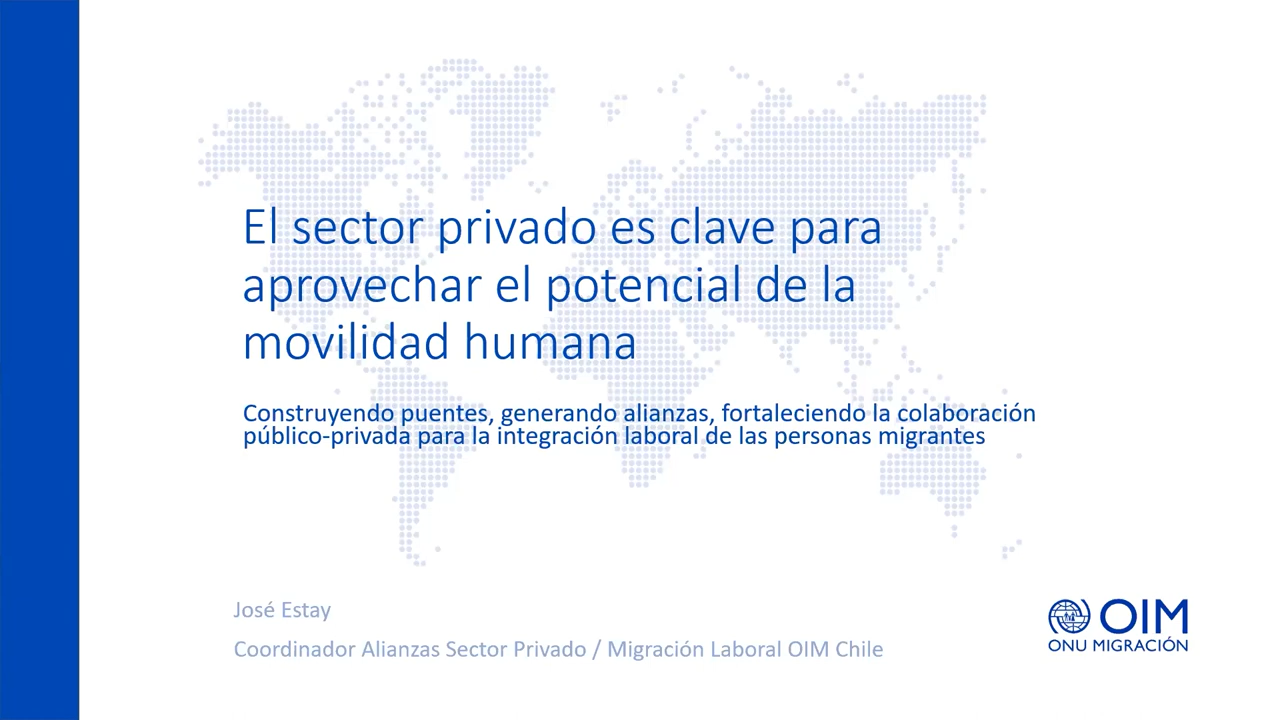 El sector privado es clave para
aprovechar el potencial de la
movilidad humana
Construyendo puentes, generando alianzas, fortaleciendo la colaboración
público-privada para la integración laboral de las personas migrantes
José Estay
Coordinador Alianzas Sector Privado / Migración Laboral OIM Chile
OIM
ONU MIGRACIÓN